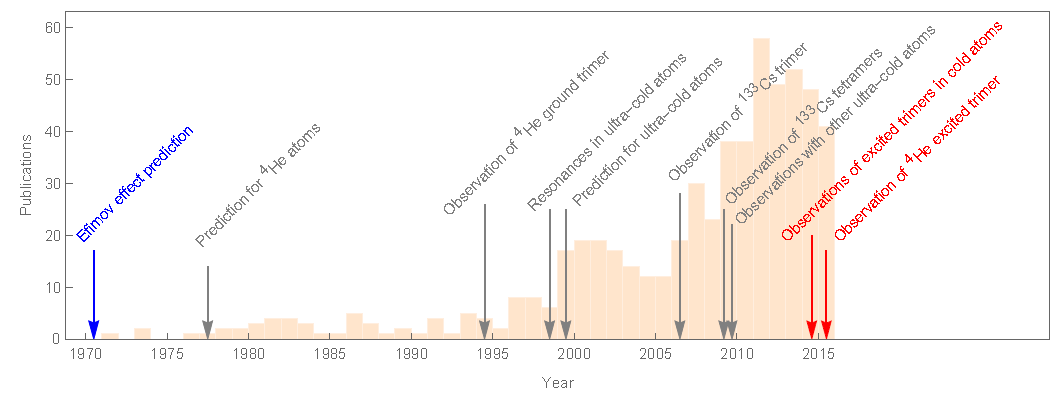 60
50
40
30
20
10
0
Publications
Efimov effect prediction
Prediction for ⁴He atoms
Observation of ⁴He ground trimer
Resonances in ultra-cold atoms
Prediction for ultra-cold atoms
Observation of ¹³³Cs trimer
Observation of ¹³³Cs tetramers
Observations with other ultra-cold atoms
Observations of excited trimers in cold atoms
Observation of ⁴He excited trimer
1970 1975 1980 1985 1990 1995 2000 2005 2010 2015
Year